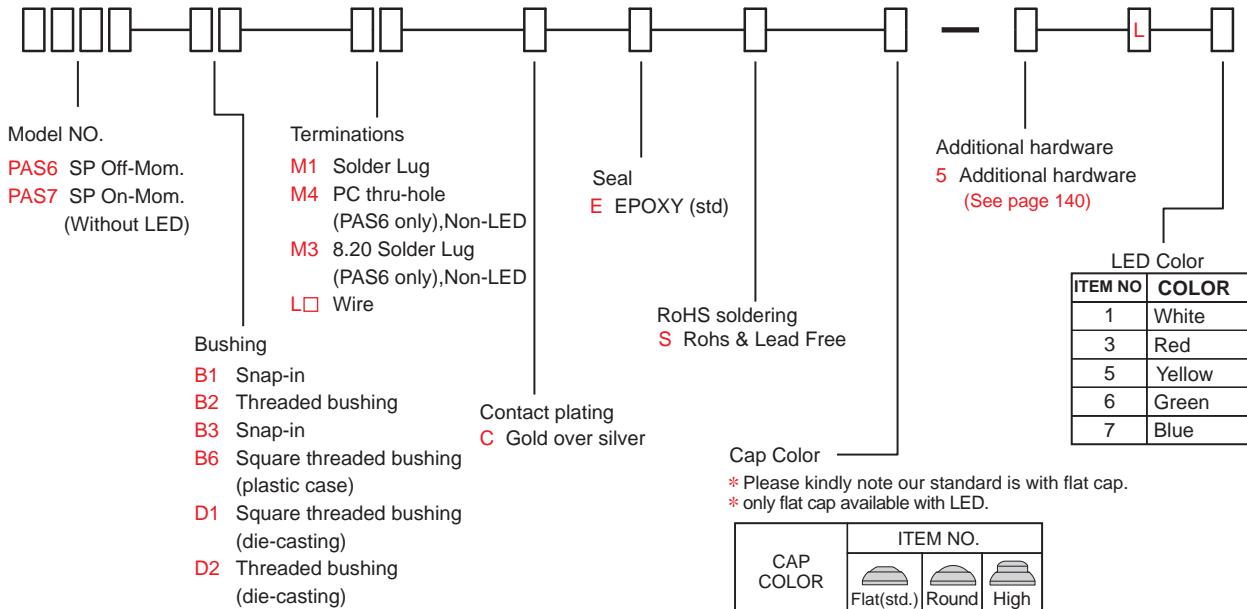 L
Model NO.
PAS6 SP Off-Mom.
PAS7 SP On-Mom.
(Without LED)
Bushing
B1 Snap-in
B2 Threaded bushing
B3 Snap-in
B6 Square threaded bushing
(plastic case)
D1 Square threaded bushing
(die-casting)
D2 Threaded bushing
(die-casting)
Terminations
M1 Solder Lug
M4 PC thru-hole
(PAS6 only),Non-LED
M3 8.20 Solder Lug
(PAS6 only),Non-LED
L□ Wire
Contact plating
C Gold over silver
Seal
E EPOXY (std)
RoHS soldering
S Rohs & Lead Free
Cap Color
* Please kindly note our standard is with flat cap.
* only flat cap available with LED.
CAP
COLOR
ITEM NO.
Flat(std.) Round High
Additional hardware
5 Additional hardware
(See page 140)
LED Color
ITEM NO COLOR
1 White
3 Red
5 Yellow
6 Green
7 Blue